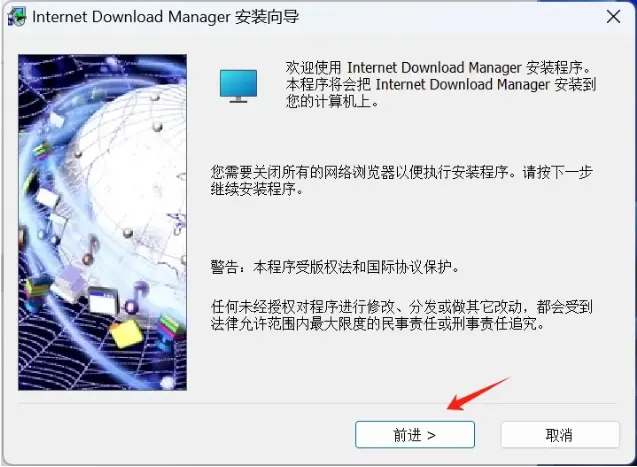 Internet Download Manager 安装向导
欢迎使用 Internet Download Manager 安装程序。
本程序将会把 Internet Download Manager 安装到
您的计算机上。
您需要关闭所有的网络浏览器以便执行安装程序。请按下一步
继续安装程序。
警告：本程序受版权法和国际协议保护。
任何未经授权对程序进行修改、分发或做其它改动，都会受到
法律允许范围内最大限度的民事责任或刑事责任追究。
前进 >
取消